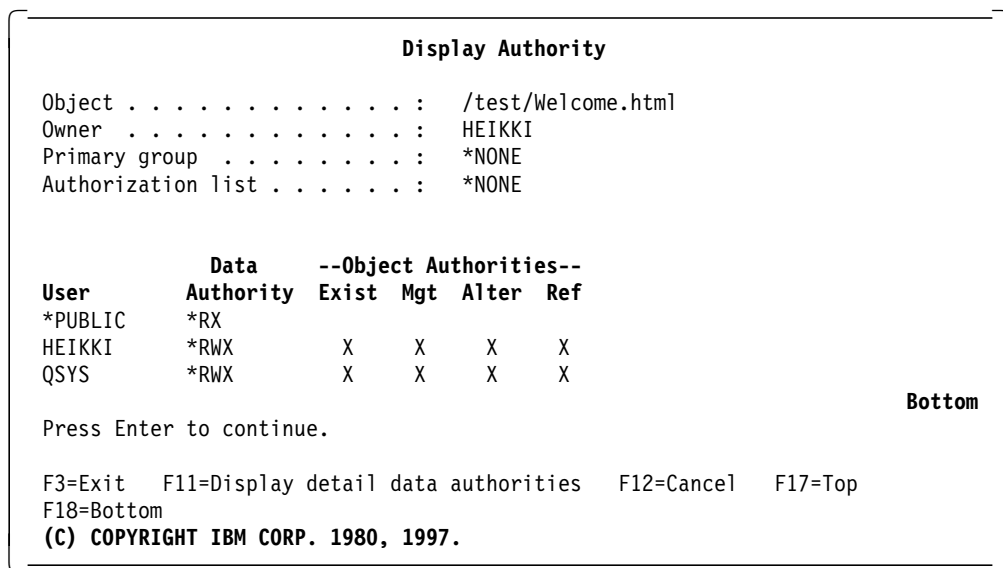 Display Authority
Object . . . . . . . . . . . . : /test/Welcome.html
Owner . . . . . . . . . . . . : HEIKKI
Primary group . . . . . . . . : *NONE
Authorization list . . . . . . : *NONE
Data --Object Authorities--
User Authority Exist Mgt Alter Ref
*PUBLIC *RX
HEIKKI *RWX X X X X
QSYS *RWX X X X X
Bottom
Press Enter to continue.
F3=Exit F11=Display detail data authorities F12=Cancel F17=Top
F18=Bottom
(C) COPYRIGHT IBM CORP. 1980, 1997.